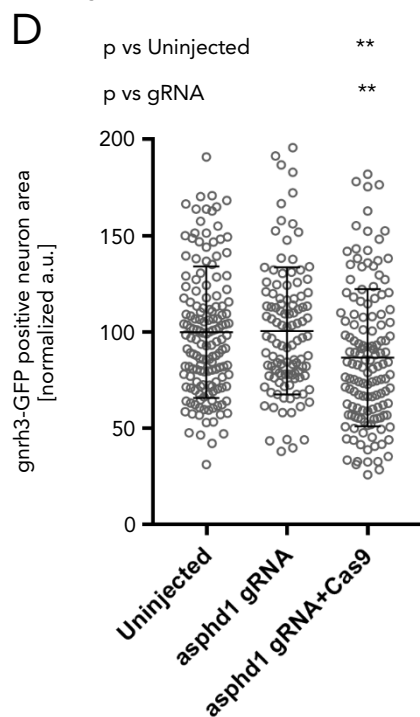 D
p vs Uninjected **
p vs gRNA **
gnrh3-GFP positive neuron area
[normalized a.u.]
200
150
100
50
0
Uninjected
asphd1 gRNA
asphd1 gRNA+Cas9